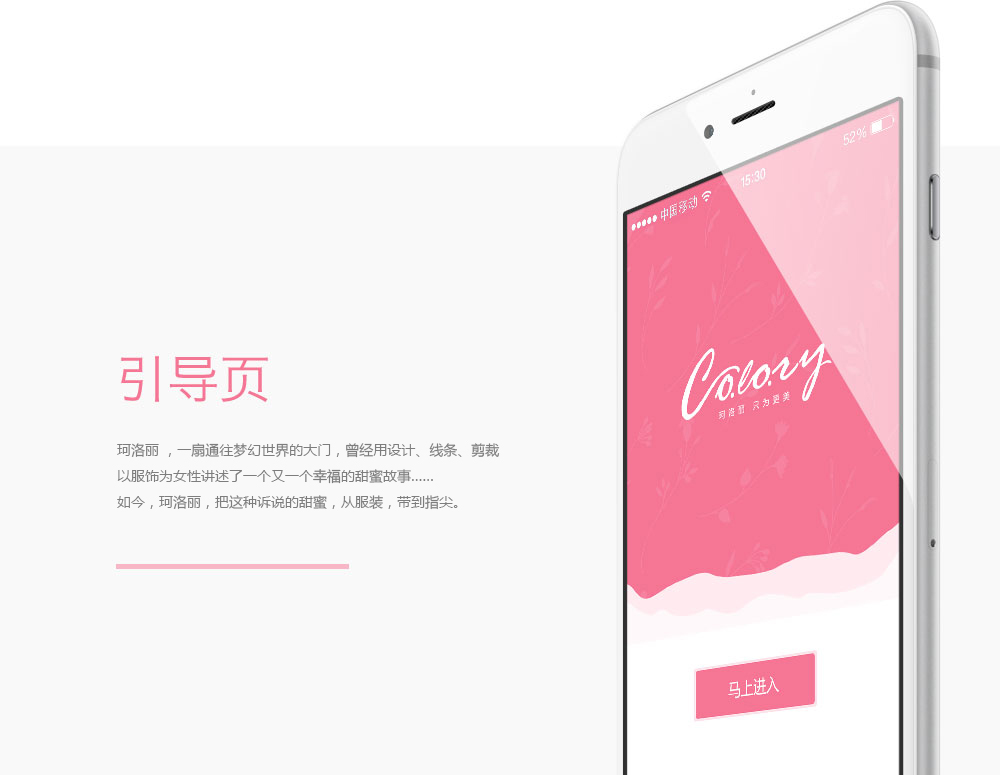 引导页
珂洛丽 ，一扇通往梦幻世界的大门，曾经用设计、线条、剪裁
以服饰为女性讲述了一个又一个幸福的甜蜜故事......
如今，珂洛丽，把这种诉说的甜蜜，从服装，带到指尖。
中国移动
15:30
52%
Colory
珂洛丽 只为更美
马上进入